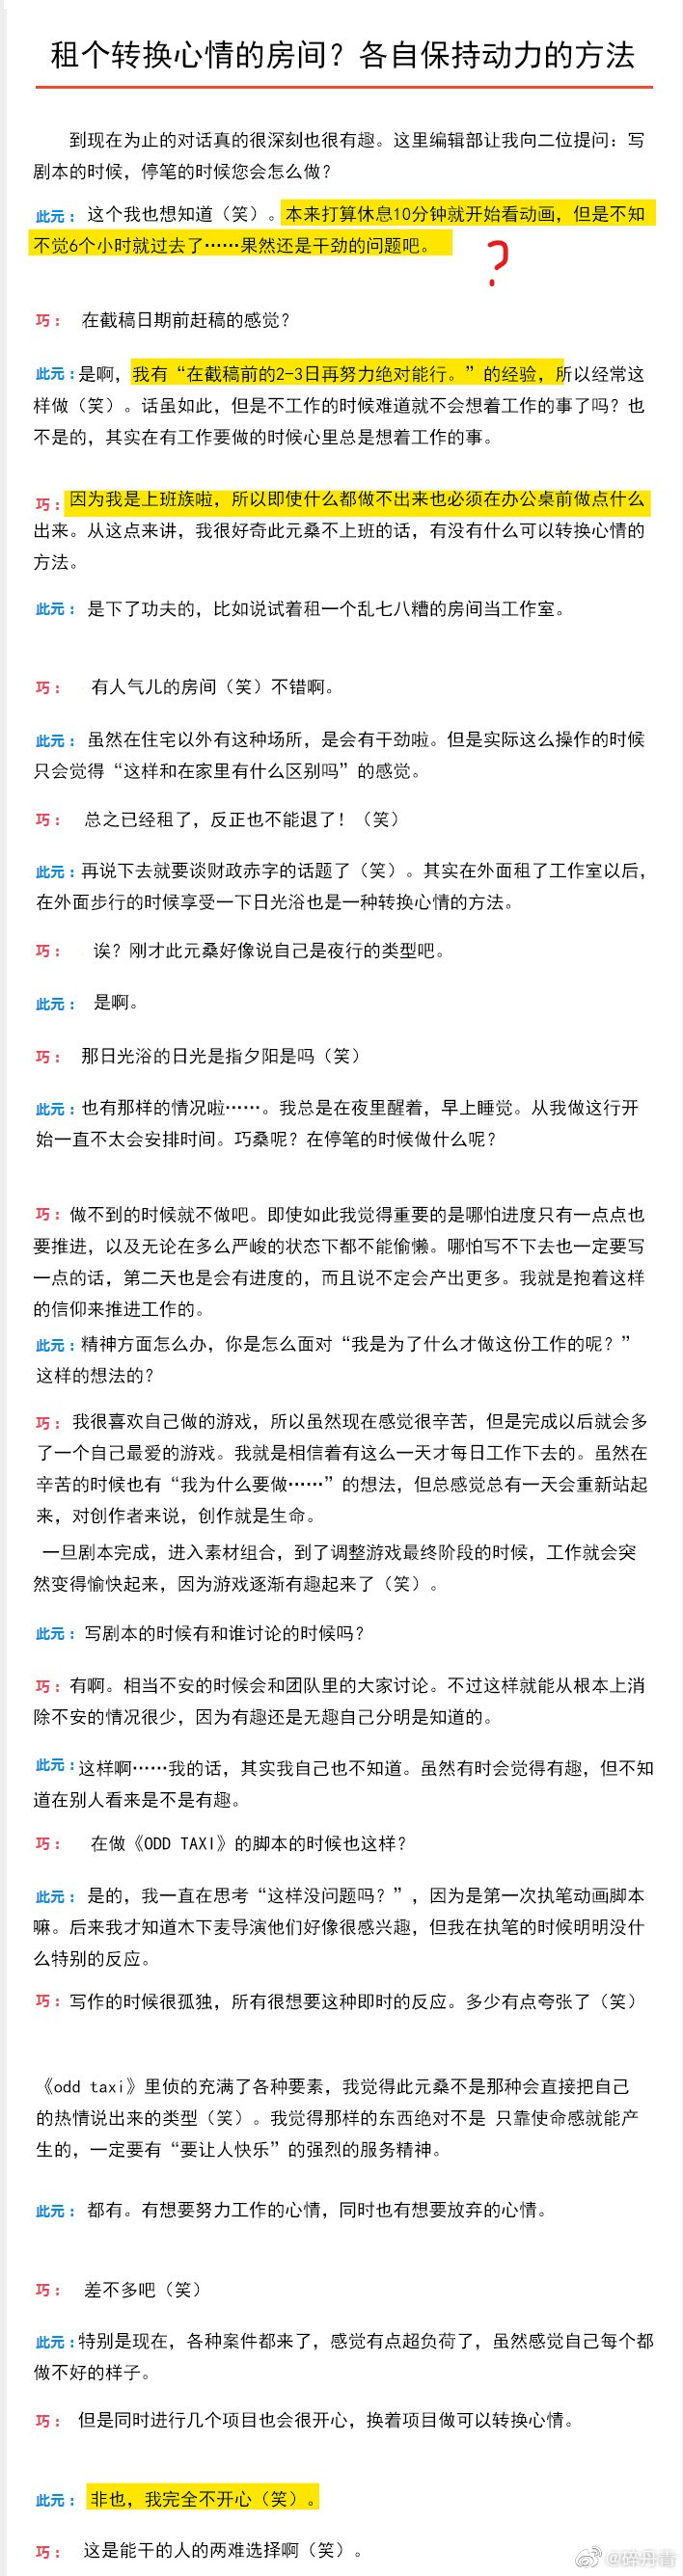 租个转换心情的房间？各自保持动力的方法
到现在为止的对话真的很深刻也很有趣。这里编辑部让我向二位提问：写
剧本的时候，停笔的时候您会怎么做？
此元：这个我也想知道（笑）。本来打算休息10分钟就开始看动画，但是不知
不觉6个小时就过去了……果然还是干劲的问题吧。
？
巧：在截稿日期前赶稿的感觉？
此元：是啊，我有“在截稿前的2-3日再努力绝对能行。”的经验，所以经常这
样做（笑）。话虽如此，但是不工作的时候难道就不会想着工作的事了吗？也
不是的，其实在有工作要做的时候心里总是想着工作的事。
巧：因为我是上班族啦，所以即使什么都做不出来也必须在办公桌前做点什么
出来。从这点来讲，我很好奇此元桑不上班的话，有没有什么可以转换心情的
方法。
此元：是下了功夫的，比如说试着租一个乱七八糟的房间当工作室。
巧：有人气儿的房间（笑）不错啊。
此元：虽然在住宅以外有这种场所，是会有干劲啦。但是实际这么操作的时候
只会觉得“这样和在家里有什么区别吗”的感觉。
巧：总之已经租了，反正也不能退了！（笑）
此元：再说下去就要谈财政赤字的话题了（笑）。其实在外面租了工作室以后，
在外面步行的时候享受一下日光浴也是一种转换心情的方法。
巧：诶？刚才此元桑好像说自己是夜行的类型吧。
此元：是啊。
巧：那日光浴的日光是指夕阳是吗（笑）
此元：也有那样的情况啦……。我总是在夜里醒着，早上睡觉。从我做这行开
始一直不太会安排时间。巧桑呢？在停笔的时候做什么呢？
巧：做不到的时候就不做吧。即使如此我觉得重要的是哪怕进度只有一点点也
要推进，以及无论在多么严峻的状态下都不能偷懒。哪怕写不下去也一定要写
一点的话，第二天也是会有进度的，而且说不定会产出更多。我就是抱着这样
的信仰来推进工作的。
此元：精神方面怎么办，你是怎么面对“我是为了什么才做这份工作的呢？”
这样的想法的？
巧：我很喜欢自己做的游戏，所以虽然现在感觉很辛苦，但是完成以后就会多
了一个自己最爱的游戏。我就是相信着有这么一天才每日工作下去的。虽然在
辛苦的时候也有“我为什么要做……”的想法，但总感觉总有一天会重新站起
来，对创作者来说，创作就是生命。
一旦剧本完成，进入素材组合，到了调整游戏最终阶段的时候，工作就会突
然变得愉快起来，因为游戏逐渐有趣起来了（笑）。
此元：写剧本的时候有和谁讨论的时候吗？
巧：有啊。相当不安的时候会和团队里的大家讨论。不过这样就能从根本上消
除不安的情况很少，因为有趣还是无趣自己分明是知道的。
此元：这样啊……我的话，其实我自己也不知道。虽然有时会觉得有趣，但不知
道在别人看来是不是有趣。
巧：在做《ODD TAXI》的脚本的时候也这样？
此元：是的，我一直在思考“这样没问题吗？”，因为是第一次执笔动画脚本
嘛。后来我才知道木下麦导演他们好像很感兴趣，但我在执笔的时候明明没什
么特别的反应。
巧：写作的时候很孤独，所有很想要这种即时的反应。多少有点夸张了（笑）
《odd taxi》里侦的充满了各种要素，我觉得此元桑不是那种会直接把自己
的热情说出来的类型（笑）。我觉得那样的东西绝对不是 只靠使命感就能产
生的，一定要有“要让人快乐”的强烈的服务精神。
此元：都有。有想要努力工作的心情，同时也有想要放弃的心情。
巧：差不多吧（笑）
此元：特别是现在，各种案件都来了，感觉有点超负荷了，虽然感觉自己每个都
做不好的样子。
巧：但是同时进行几个项目也会很开心，换着项目做可以转换心情。
此元：非也，我完全不开心（笑）。
巧：这是能干的人的两难选择啊（笑）。
@碎丹青